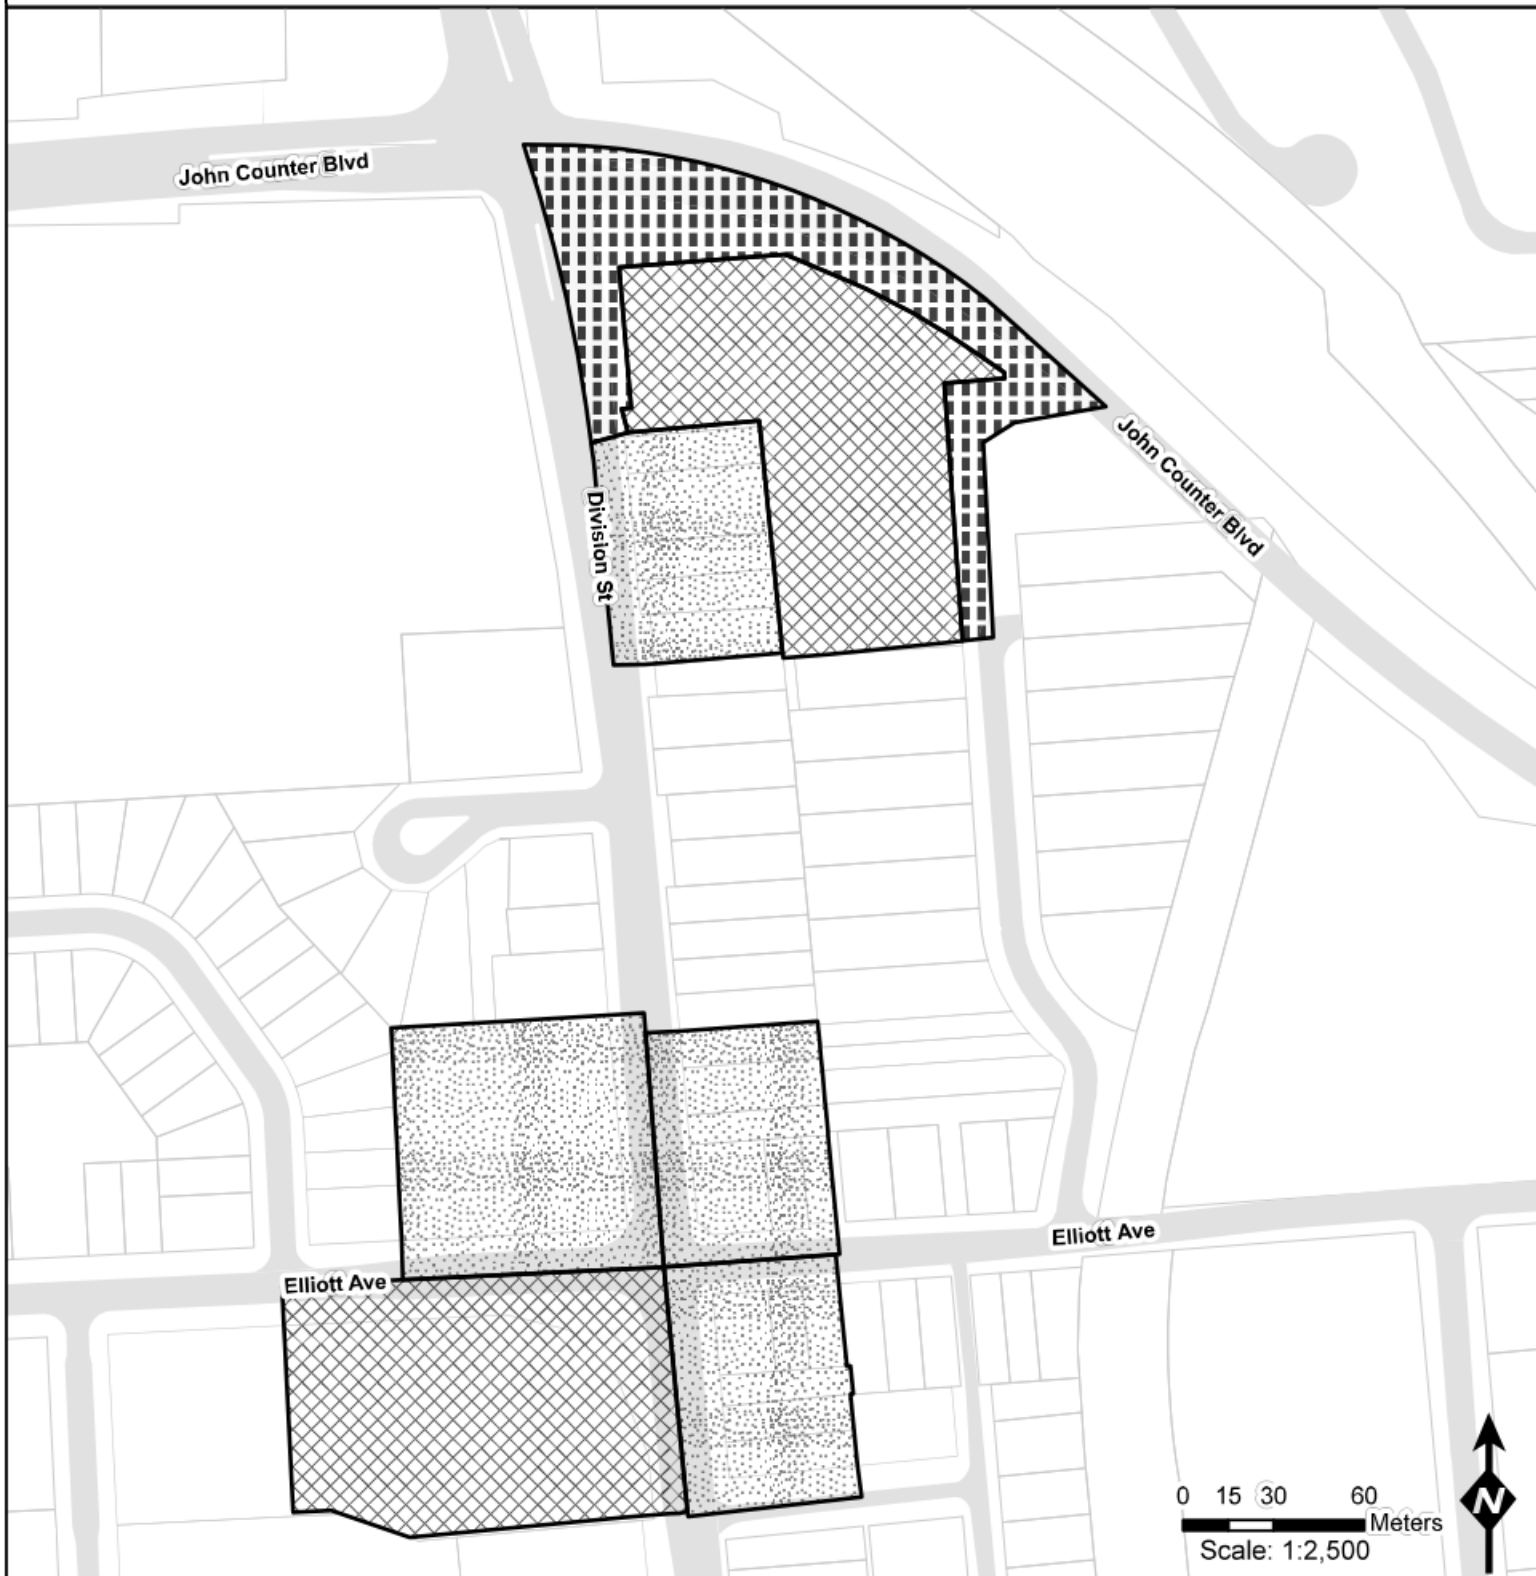 John Counter Blvd
John Counter Blvd
Division St
Elliott Ave
Elliott Ave
0 15 30 60
Meters
Scale: 1:2,500
N